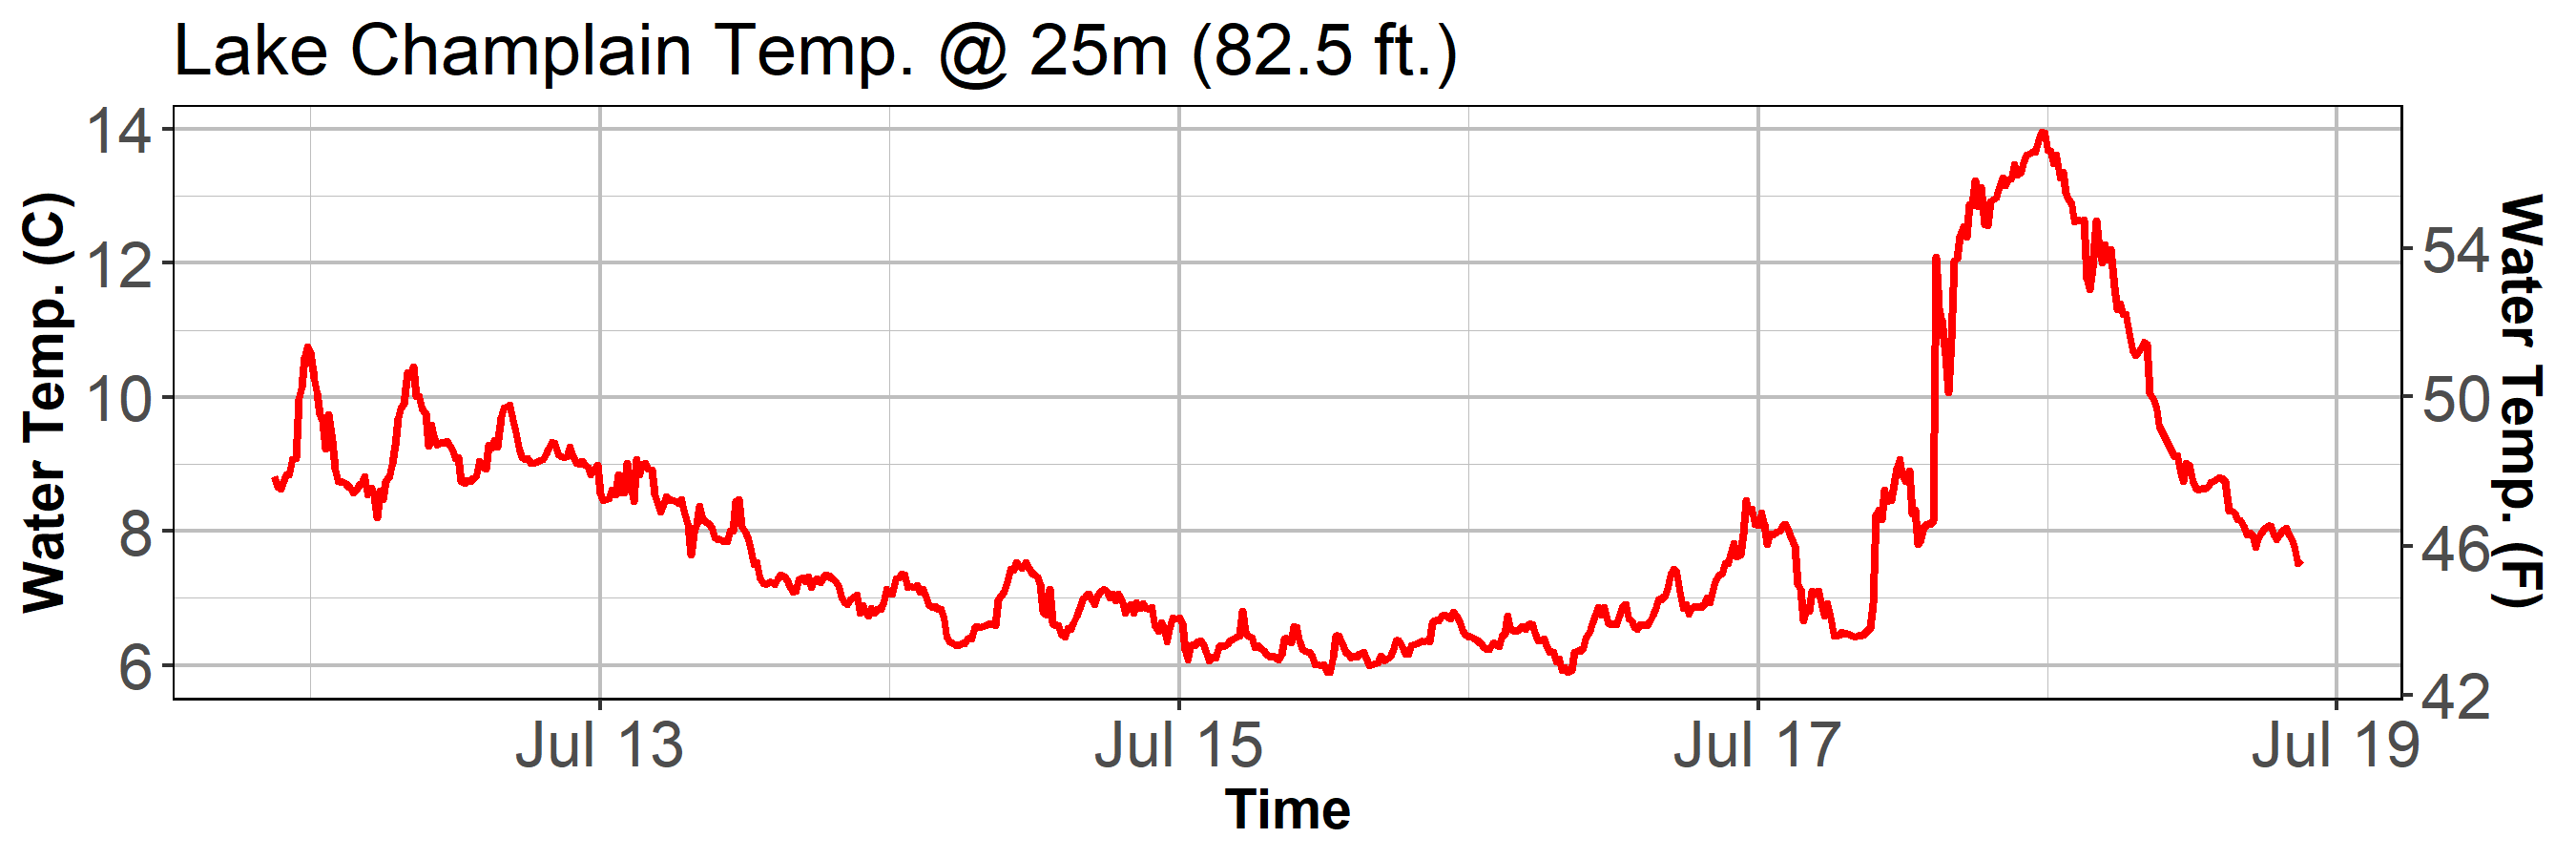 Lake Champlain Temp. @ 25m (82.5 ft.)
Water Temp. (C)
14
12
10
8
6
54
50
46
42
Water Temp. (F)
Jul 13
Jul 15
Jul 17
Jul 19
Time